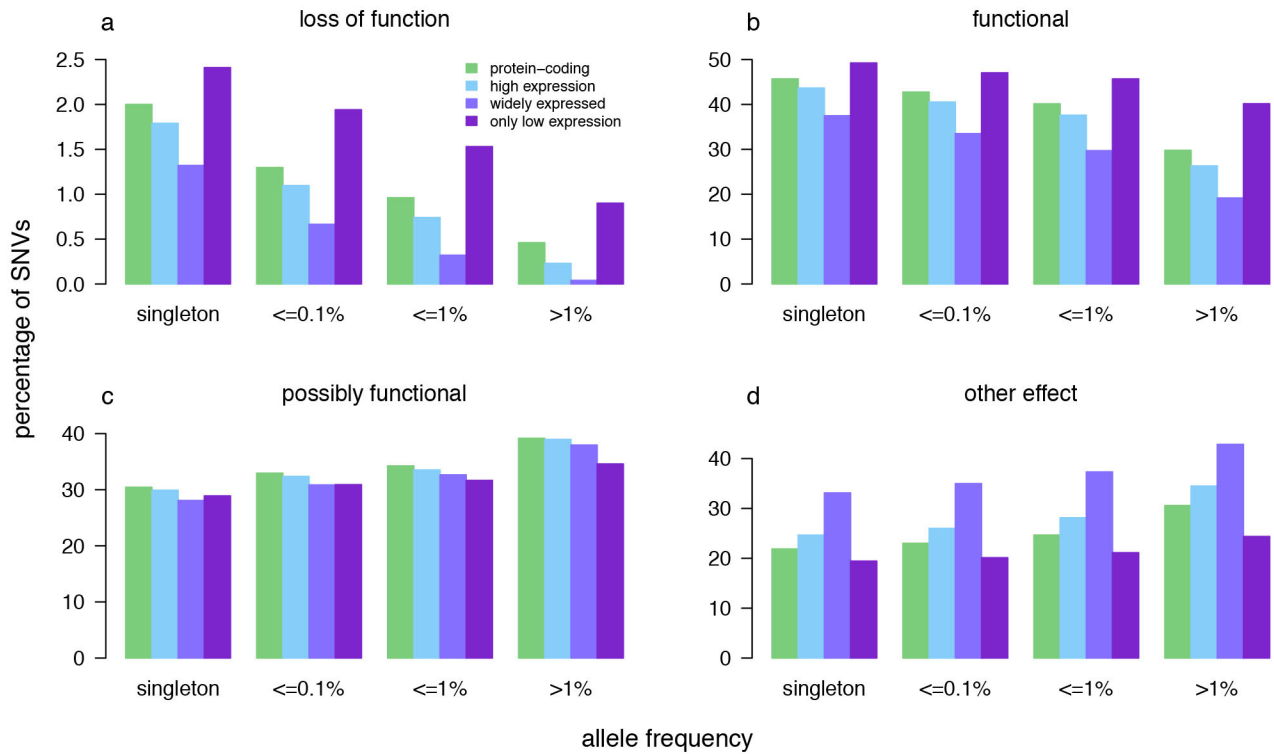 a
loss of function
2.5
2.0
1.5
1.0
0.5
0.0
protein−coding
high expression
widely expressed
only low expression
singleton
<=0.1%
<=1%
>1%
b
functional
50
40
30
20
10
0
singleton
<=0.1%
<=1%
>1%
percentage of SNVs
c
possibly functional
40
30
20
10
0
singleton
<=0.1%
<=1%
>1%
d
other effect
40
30
20
10
0
singleton
<=0.1%
<=1%
>1%
allele frequency